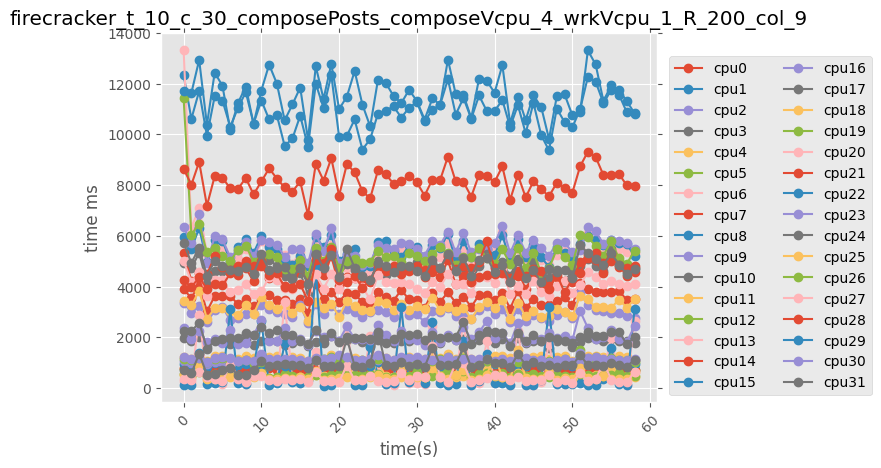 firecracker_t_10_c_30_composePosts_composeVcpu_4_wrkVcpu_1_R_200_col_9
14000
12000
10000
8000
6000
4000
2000
0
time ms
0 10 20 30 40 50 60
time(s)
cpu0 cpu16
cpu1 cpu17
cpu2 cpu18
cpu3 cpu19
cpu4 cpu20
cpu5 cpu21
cpu6 cpu22
cpu7 cpu23
cpu8 cpu24
cpu9 cpu25
cpu10 cpu26
cpu11 cpu27
cpu12 cpu28
cpu13 cpu29
cpu14 cpu30
cpu15 cpu31